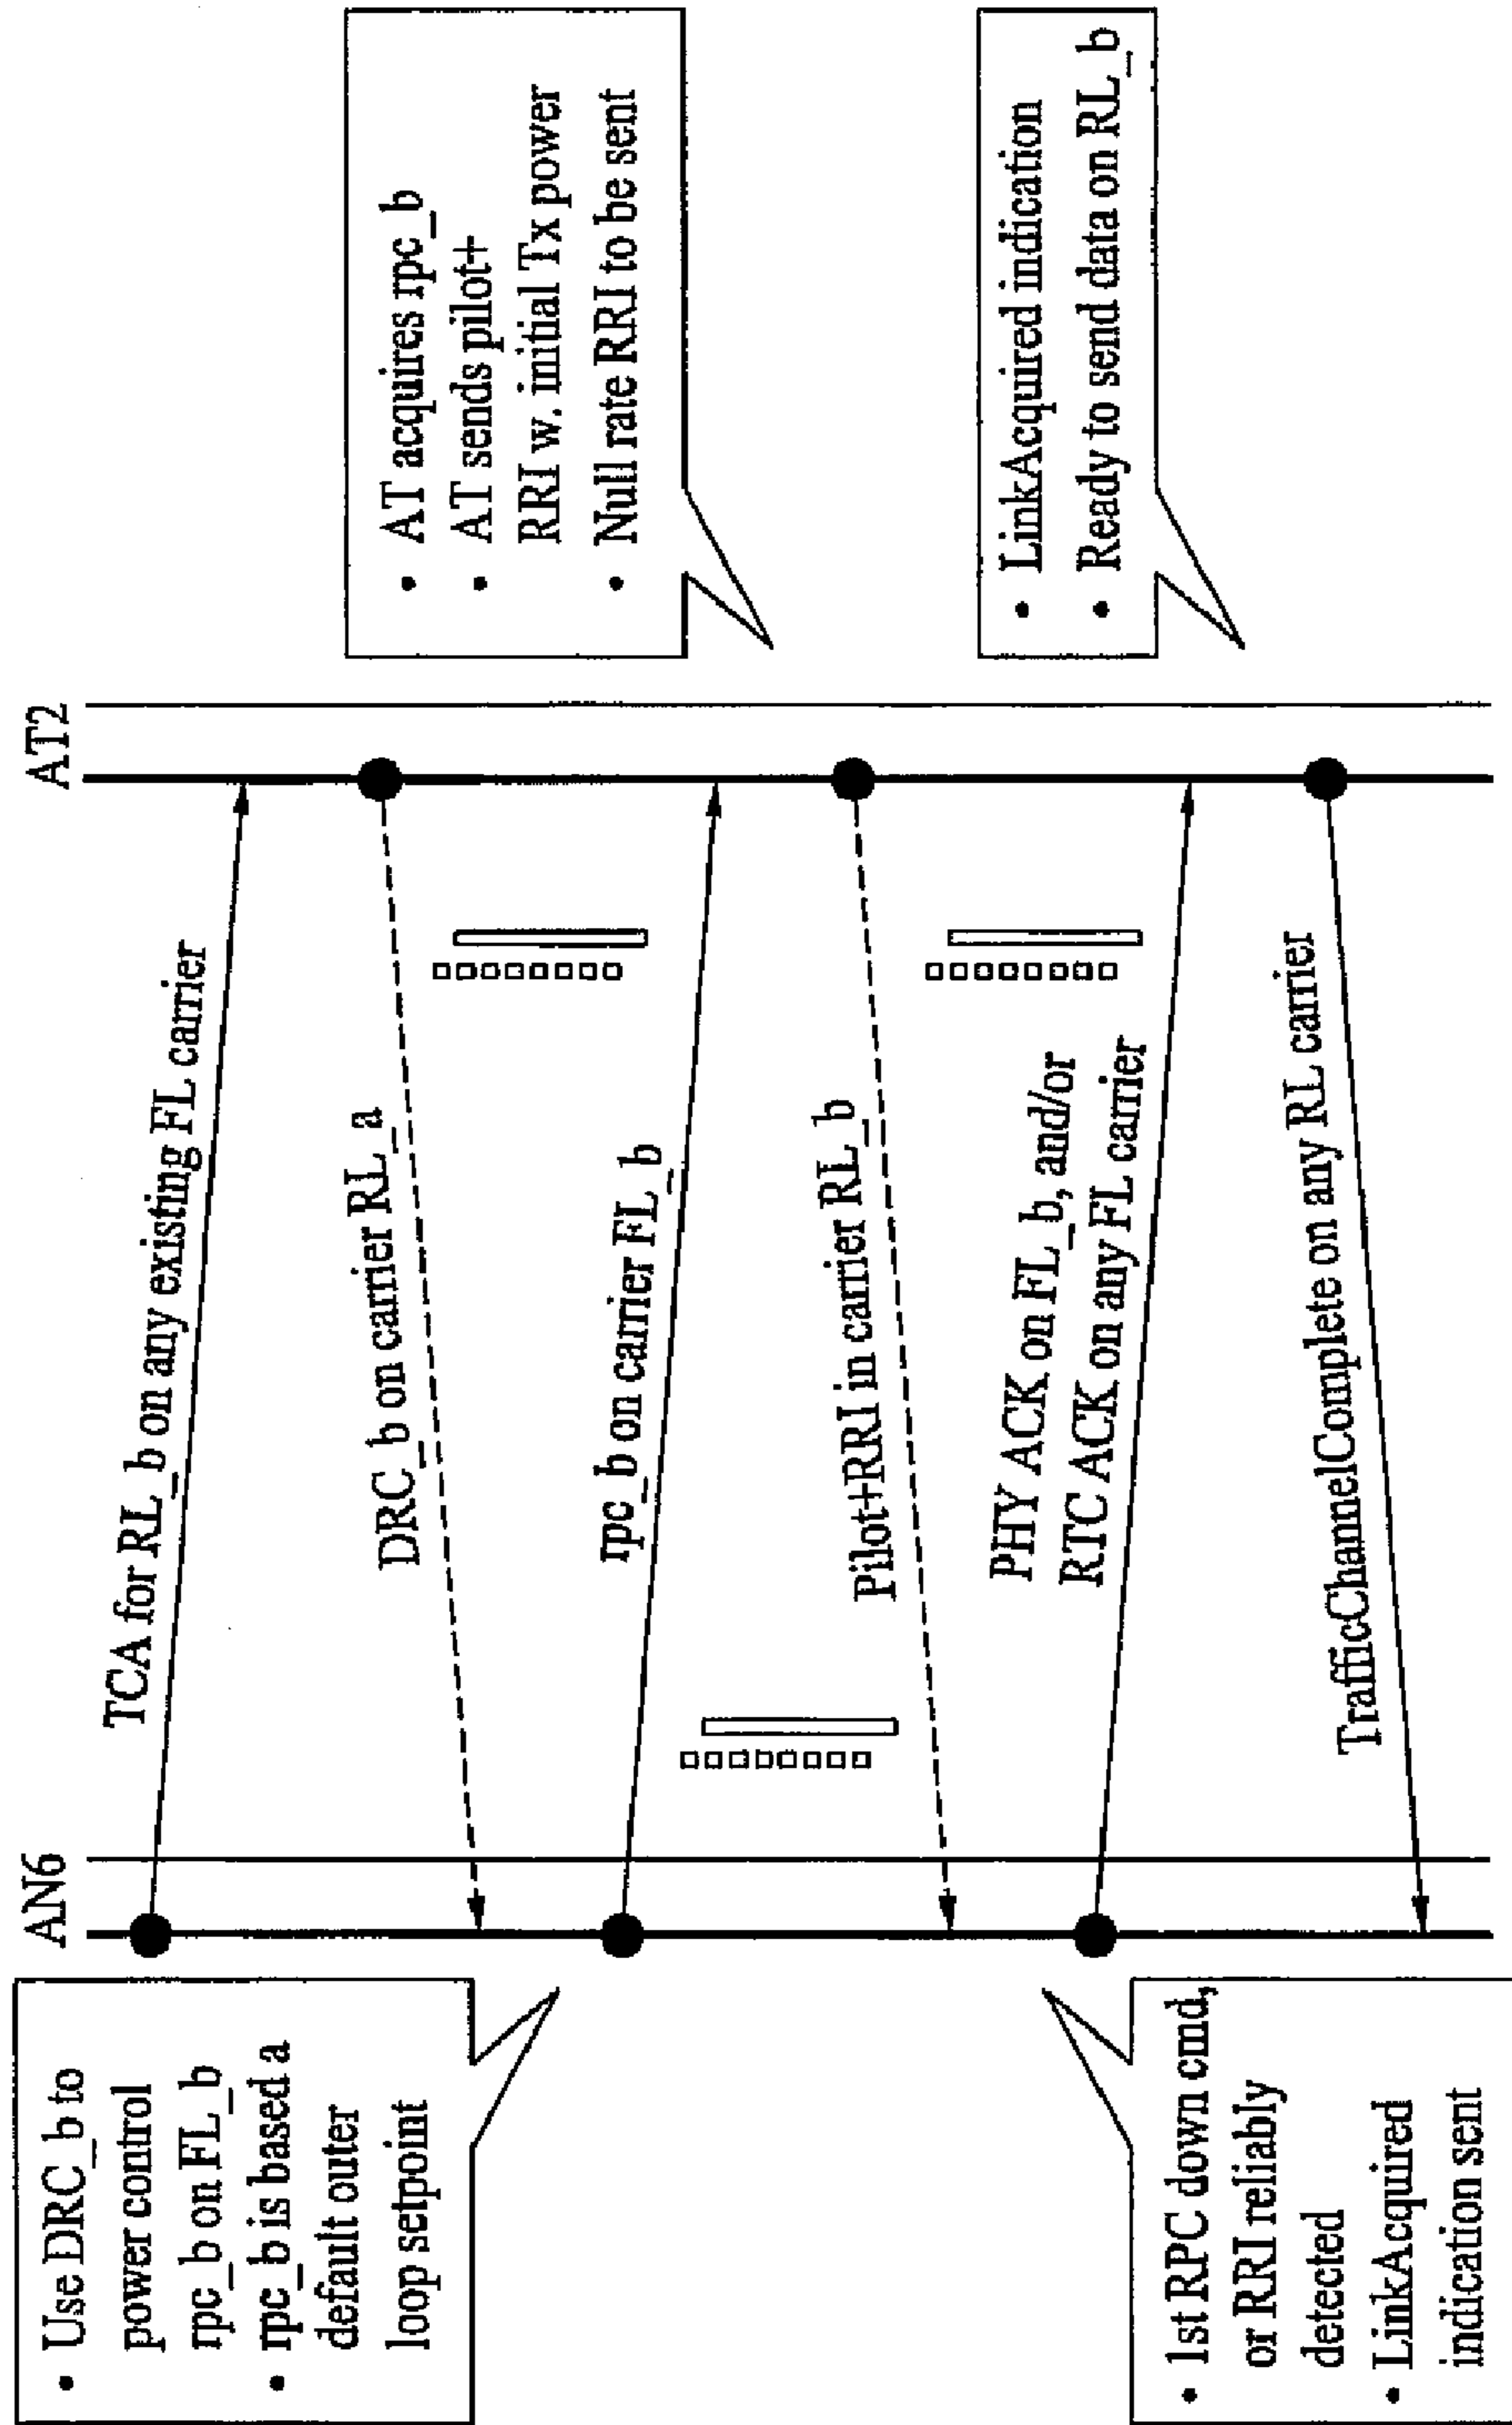 AN6
AT2
• Use DRC_b to
power control
rpc_b on FL_b
• rpc_b is based a
default outer
loop setpoint
TCA for RL_b on any existing FL carrier
DRC_b on carrier RL_a
rpc_b on carrier FL_b
• AT acquires rpc_b
• AT sends pilot+
RRI w. initial Tx power
• Null rate RRI to be sent
Pilot+RRI in carrier RL_b
• 1st RPC down cmd,
or RRI reliably
detected
• LinkAcquired
indication sent
PHY ACK on FL_b, and/or
RTC ACK on any FL carrier
• LinkAcquired indication
• Ready to send data on RL_b
TrafficChannelComplete on any RL carrier